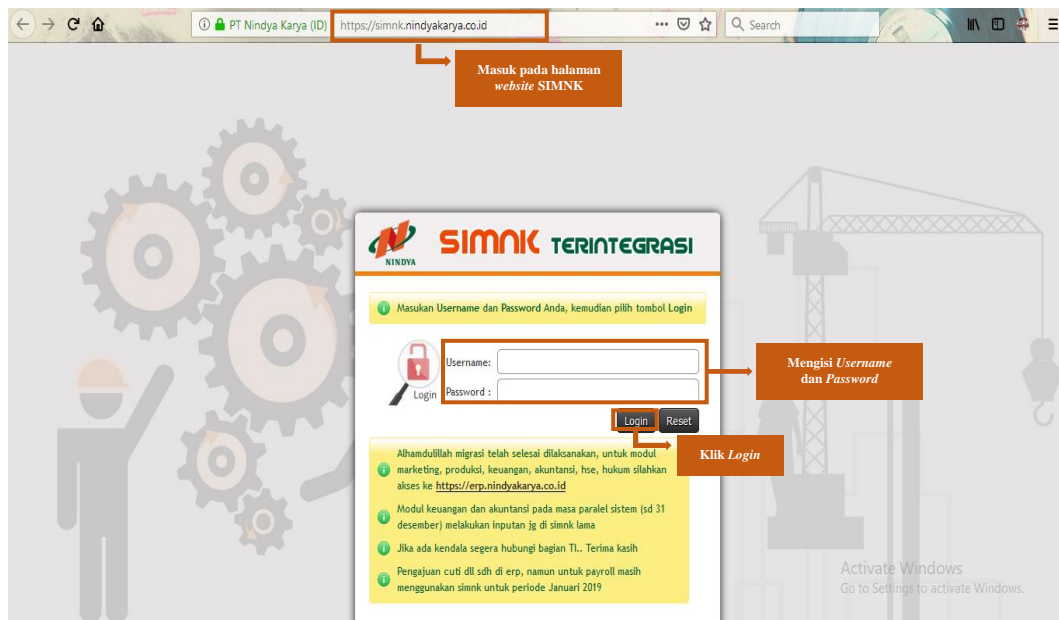 PT Nindya Karya (ID)
https://simnk.nindyakarya.co.id
Search
Masuk pada halaman
website SIMNK
NINDYA
SIMNK TERINTEGRASI
Masukan Username dan Password Anda, kemudian pilih tombol Login
Username:
Login
Password :
Mengisi Username
dan Password
Login
Reset
Klik Login
Alhamdulillah migrasi telah selesai dilaksanakan, untuk modul
marketing, produksi, keuangan, akuntansi, hse, hukum silahkan
akses ke https://erp.nindyakarya.co.id
Modul keuangan dan akuntansi pada masa paralel sistem (sd 31
desember) melakukan inputan jg di simnk lama
Jika ada kendala segera hubungi bagian TI.. Terima kasih
Pengajuan cuti dll sdh di erp, namun untuk payroll masih
menggunakan simnk untuk periode Januari 2019
Activate Windows
Go to Settings to activate Windows.